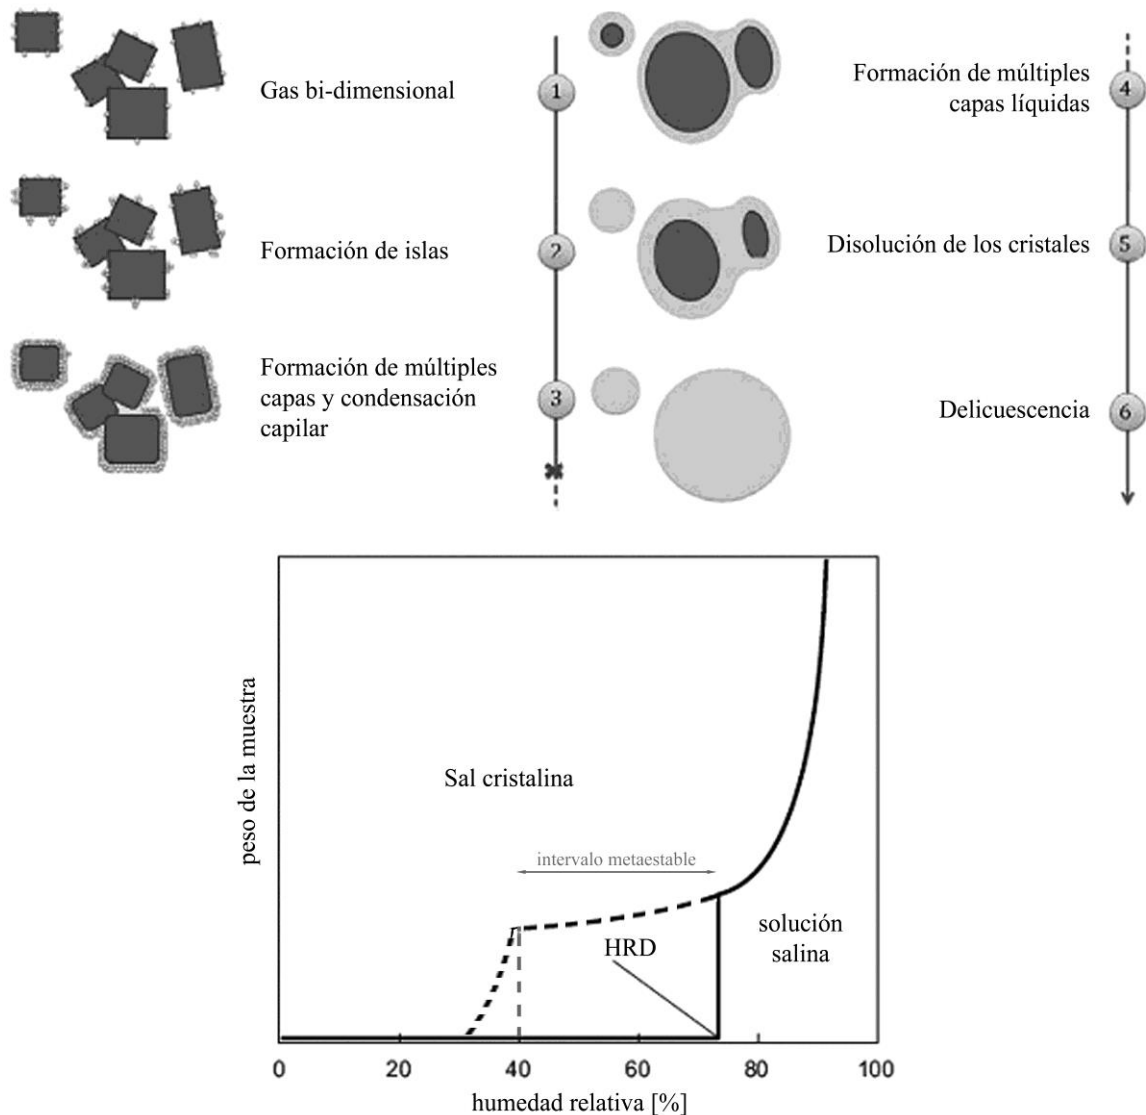 Gas bi-dimensional
1
Formación de islas
2
Formación de múltiples
capas y condensación
capilar
3
Formación de múltiples
capas líquidas
4
Disolución de los cristales
5
Delicuescencia
6
peso de la muestra
Sal cristalina
intervalo metaestable
HRD
solución
salina
0
20
40
60
80
100
humedad relativa [%]